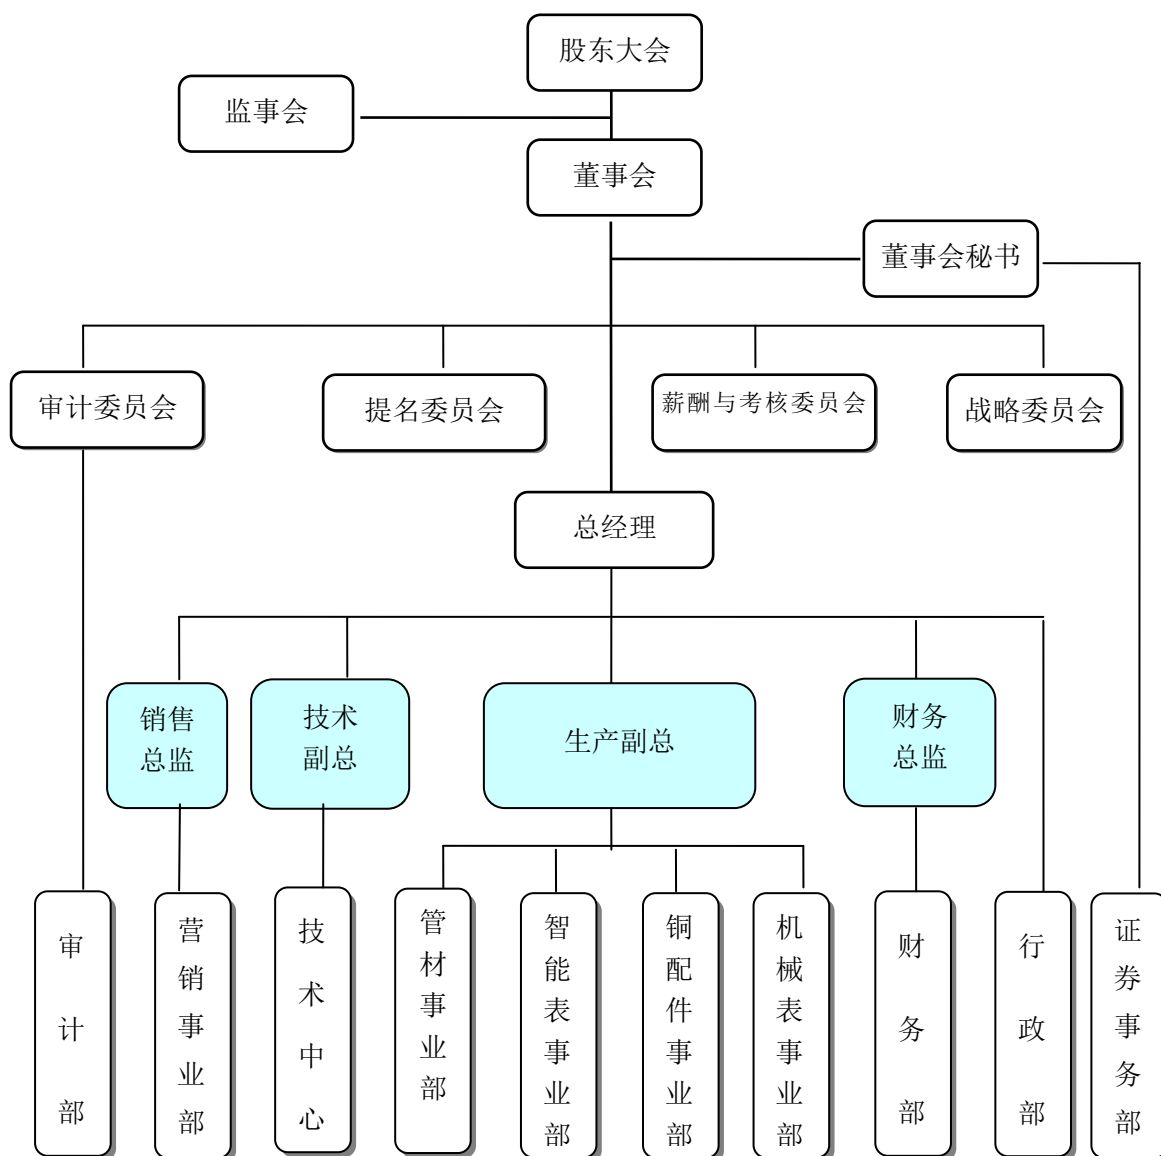 股东大会
监事会
董事会
董事会秘书
审计委员会
提名委员会
薪酬与考核委员会
战略委员会
总经理
销售
总监
技术
副总
生产副总
财务
总监
审计部
营销事业部
技术中心
管材事业部
智能表事业部
铜配件事业部
机械表事业部
财务部
行政部
证券事务部